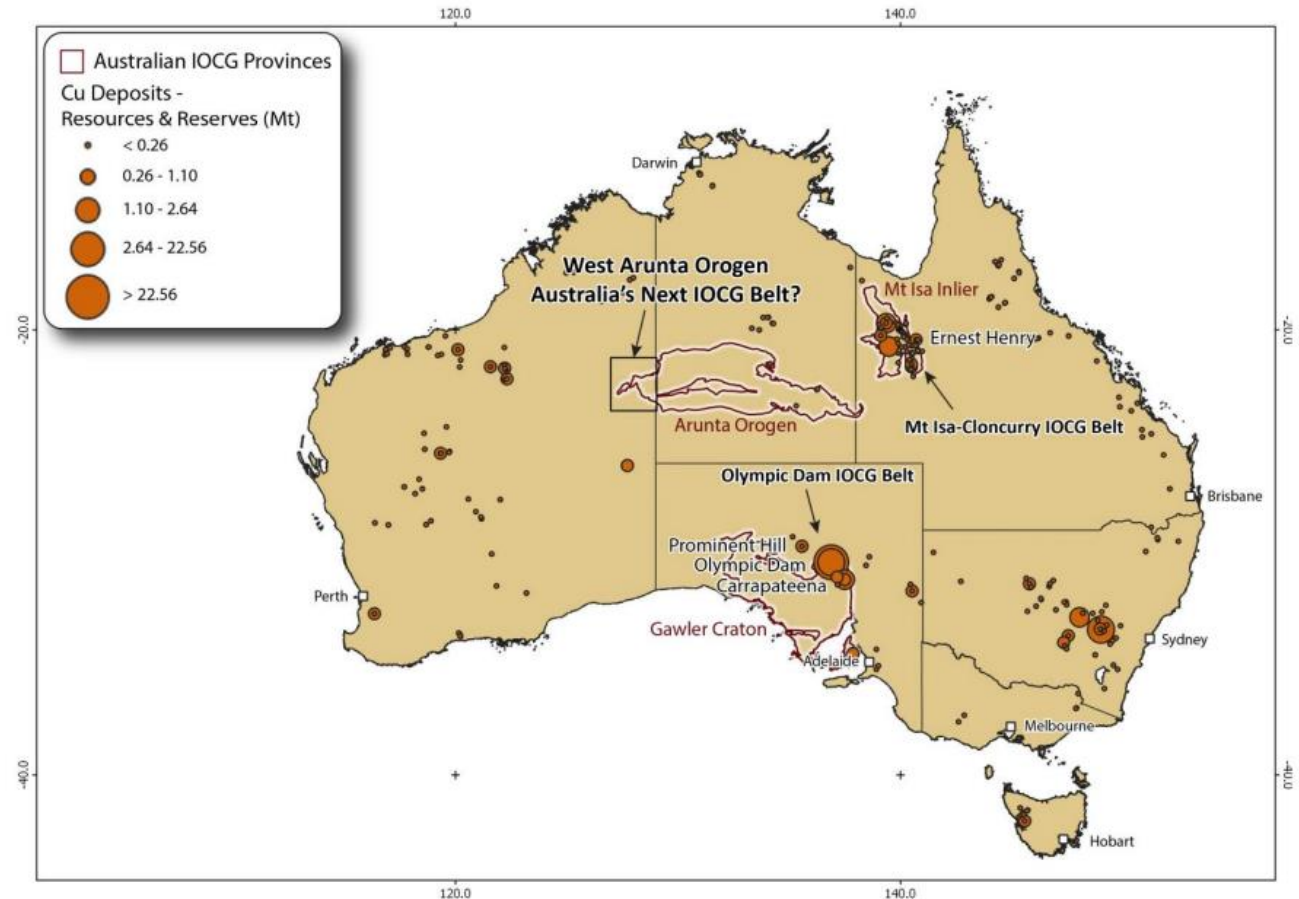 120.0
140.0
Australian IOCG Provinces
Cu Deposits -
Resources & Reserves (Mt)
< 0.26
0.26 - 1.10
1.10 - 2.64
2.64 - 22.56
> 22.56
Darwin
West Arunta Orogen
Australia's Next IOCG Belt?
Mt Isa Inlier
Ernest Henry
-20.0
-20.0
Arunta Orogen
Mt Isa-Cloncurry IOCG Belt
Olympic Dam IOCG Belt
Brisbane
Prominent Hill
Olympic Dam
Carrapateena
Perth
Gawler Craton
Sydney
Adelaide
Melbourne
-40.0
-40.0
Hobart
120.0
140.0